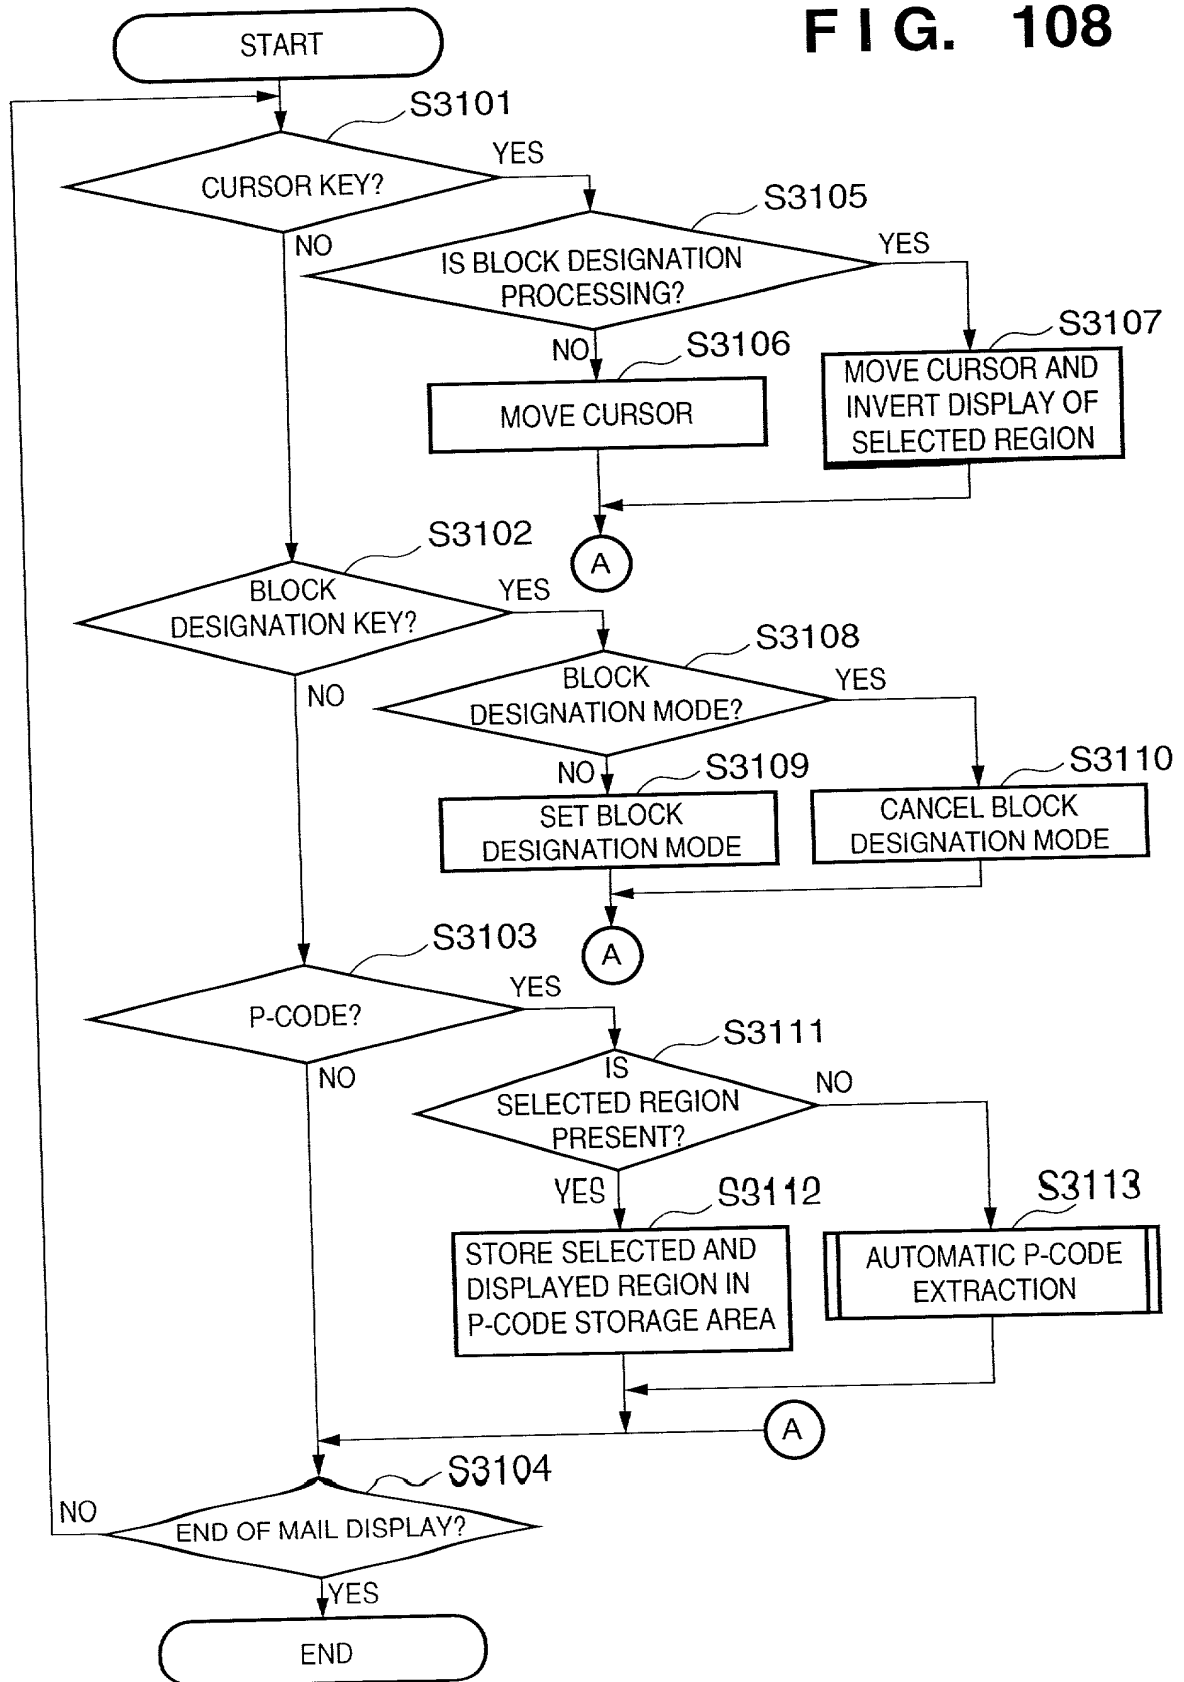 FIG. 108
START
S3101
CURSOR KEY?
YES
NO
S3105
IS BLOCK DESIGNATION
PROCESSING?
YES
NO
S3106
MOVE CURSOR
S3107
MOVE CURSOR AND
INVERT DISPLAY OF
SELECTED REGION
A
S3102
BLOCK
DESIGNATION KEY?
YES
NO
S3108
BLOCK
DESIGNATION MODE?
YES
NO
S3109
SET BLOCK
DESIGNATION MODE
S3110
CANCEL BLOCK
DESIGNATION MODE
A
S3103
P-CODE?
YES
NO
S3111
IS
SELECTED REGION
PRESENT?
NO
YES
S3112
STORE SELECTED AND
DISPLAYED REGION IN
P-CODE STORAGE AREA
S3113
AUTOMATIC P-CODE
EXTRACTION
A
S3104
END OF MAIL DISPLAY?
NO
YES
END